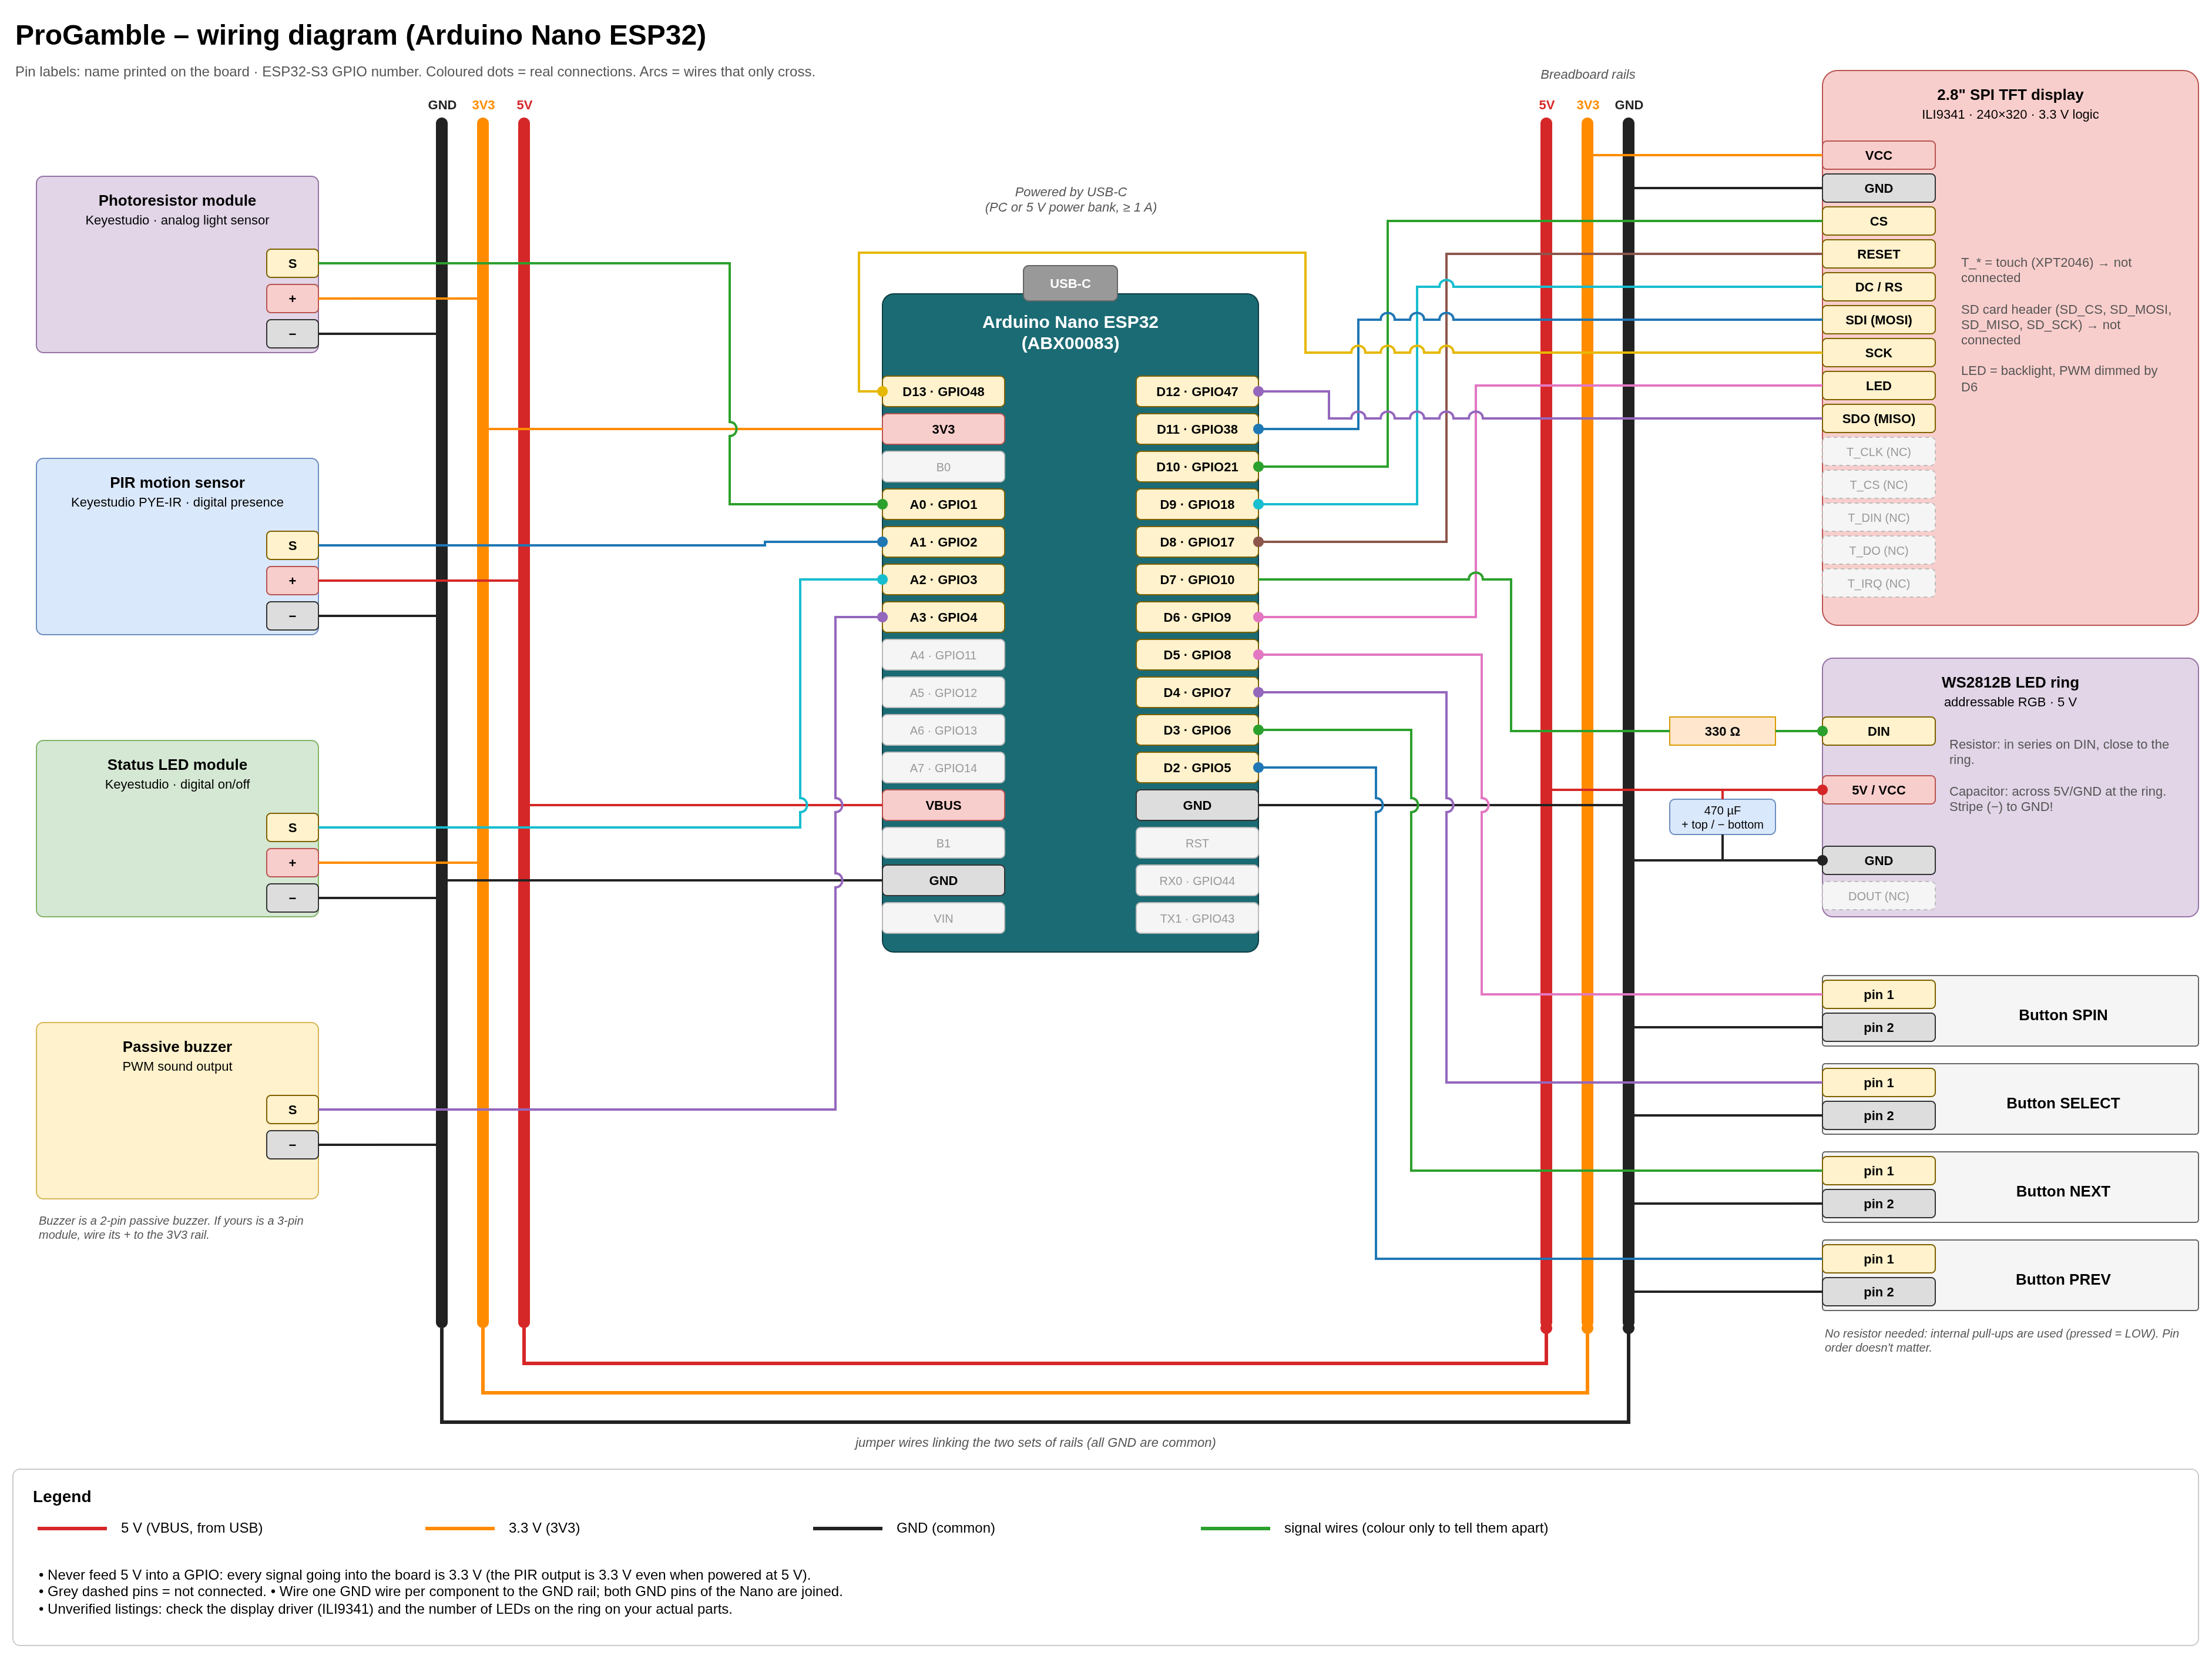 ProGamble – wiring diagram (Arduino Nano ESP32)
Pin labels: name printed on the board · ESP32-S3 GPIO number. Coloured dots = real connections. Arcs = wires that only cross.
GND 3V3 5V
Photoresistor module
Keyestudio · analog light sensor
S
+
−
PIR motion sensor
Keyestudio PYE-IR · digital presence
S
+
−
Status LED module
Keyestudio · digital on/off
S
+
−
Passive buzzer
PWM sound output
S
−
Buzzer is a 2-pin passive buzzer. If yours is a 3-pin
module, wire its + to the 3V3 rail.
Powered by USB-C
(PC or 5 V power bank, ≥ 1 A)
USB-C
Arduino Nano ESP32
(ABX00083)
D13 · GPIO48
3V3
B0
A0 · GPIO1
A1 · GPIO2
A2 · GPIO3
A3 · GPIO4
A4 · GPIO11
A5 · GPIO12
A6 · GPIO13
A7 · GPIO14
VBUS
B1
GND
VIN
D12 · GPIO47
D11 · GPIO38
D10 · GPIO21
D9 · GPIO18
D8 · GPIO17
D7 · GPIO10
D6 · GPIO9
D5 · GPIO8
D4 · GPIO7
D3 · GPIO6
D2 · GPIO5
GND
RST
RX0 · GPIO44
TX1 · GPIO43
Breadboard rails
5V 3V3 GND
2.8" SPI TFT display
ILI9341 · 240×320 · 3.3 V logic
VCC
GND
CS
RESET
DC / RS
SDI (MOSI)
SCK
LED
SDO (MISO)
T_CLK (NC)
T_CS (NC)
T_DIN (NC)
T_DO (NC)
T_IRQ (NC)
T_* = touch (XPT2046) → not
connected
SD card header (SD_CS, SD_MOSI,
SD_MISO, SD_SCK) → not
connected
LED = backlight, PWM dimmed by
D6
WS2812B LED ring
addressable RGB · 5 V
330 Ω
DIN
Resistor: in series on DIN, close to the
ring.
5V / VCC
Capacitor: across 5V/GND at the ring.
Stripe (−) to GND!
470 µF
+ top / − bottom
GND
DOUT (NC)
pin 1
pin 2
Button SPIN
pin 1
pin 2
Button SELECT
pin 1
pin 2
Button NEXT
pin 1
pin 2
Button PREV
No resistor needed: internal pull-ups are used (pressed = LOW). Pin
order doesn't matter.
jumper wires linking the two sets of rails (all GND are common)
Legend
5 V (VBUS, from USB)
3.3 V (3V3)
GND (common)
signal wires (colour only to tell them apart)
• Never feed 5 V into a GPIO: every signal going into the board is 3.3 V (the PIR output is 3.3 V even when powered at 5 V).
• Grey dashed pins = not connected. • Wire one GND wire per component to the GND rail; both GND pins of the Nano are joined.
• Unverified listings: check the display driver (ILI9341) and the number of LEDs on the ring on your actual parts.